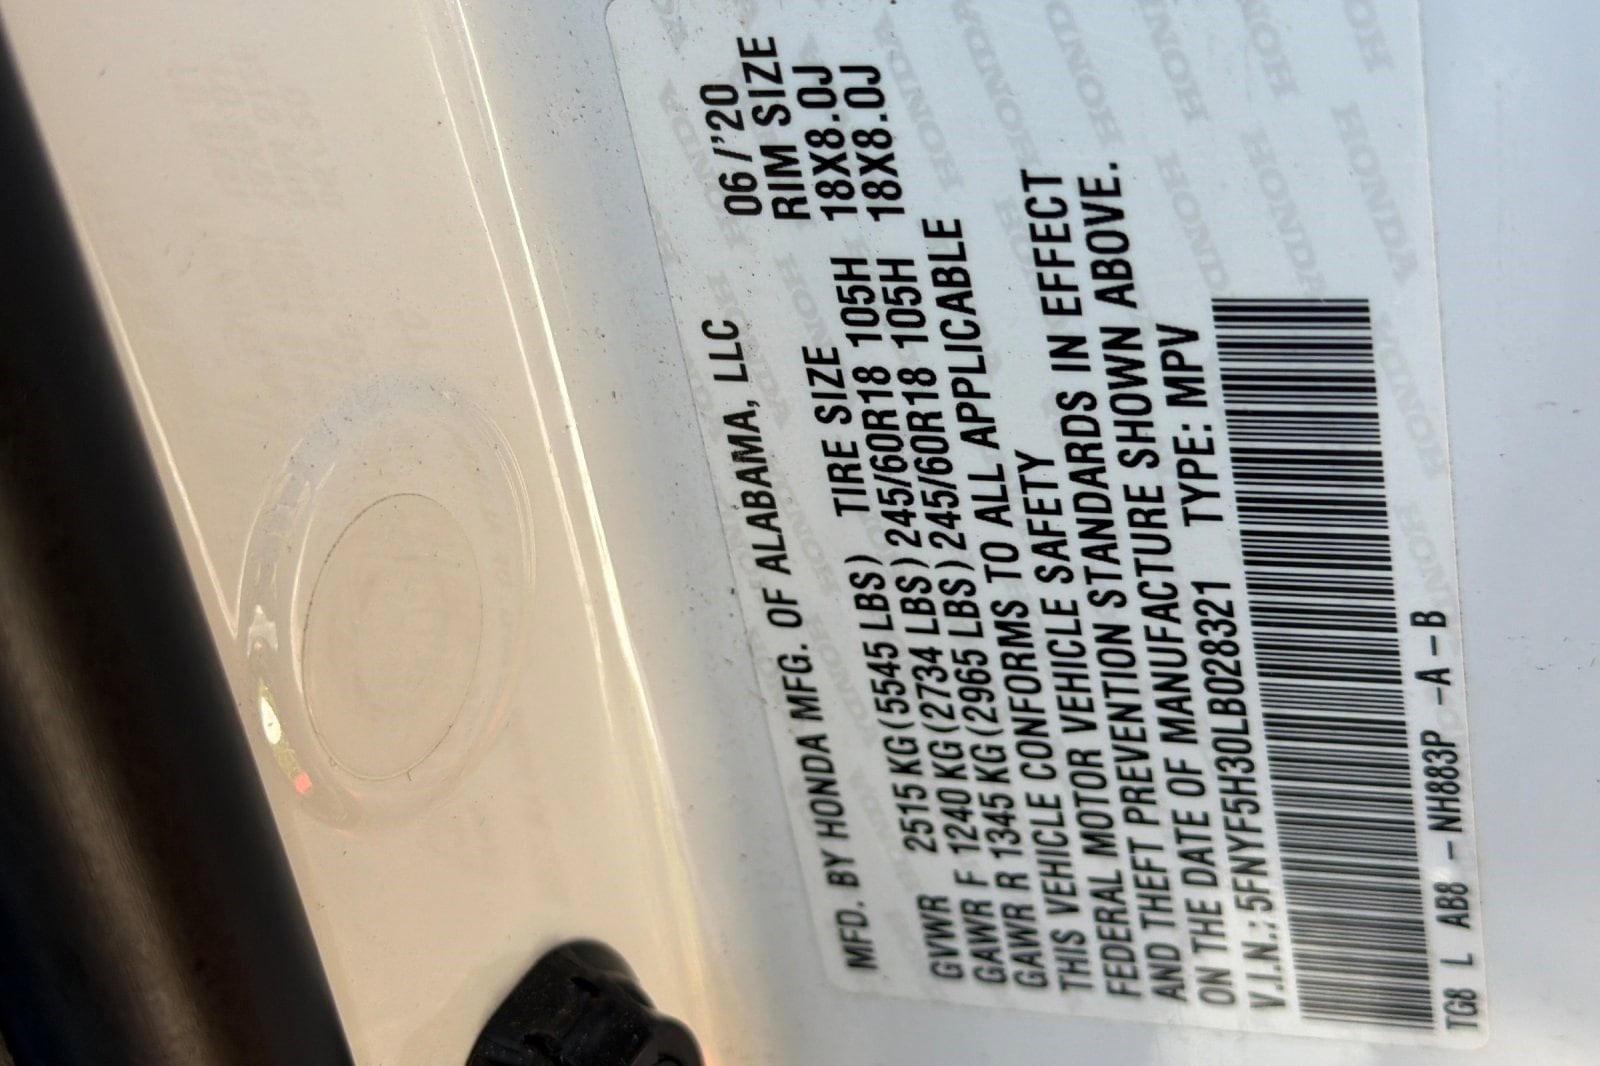 MFD. BY HONDA MFG. OF ALABAMA, LLC 06/'20
GVWR 2515 KG (5545 LBS) TIRE SIZE RIM SIZE
GAWR F 1240 KG (2734 LBS) 245/60R18 105H 18X8.0J
GAWR R 1345 KG (2965 LBS) 245/60R18 105H 18X8.0J
THIS VEHICLE CONFORMS TO ALL APPLICABLE
FEDERAL MOTOR VEHICLE SAFETY
AND THEFT PREVENTION STANDARDS IN EFFECT
ON THE DATE OF MANUFACTURE SHOWN ABOVE.
V.I.N.: 5FNYF5H30LB028321 TYPE: MPV
TG8 L AB8 - NH883P - A - B